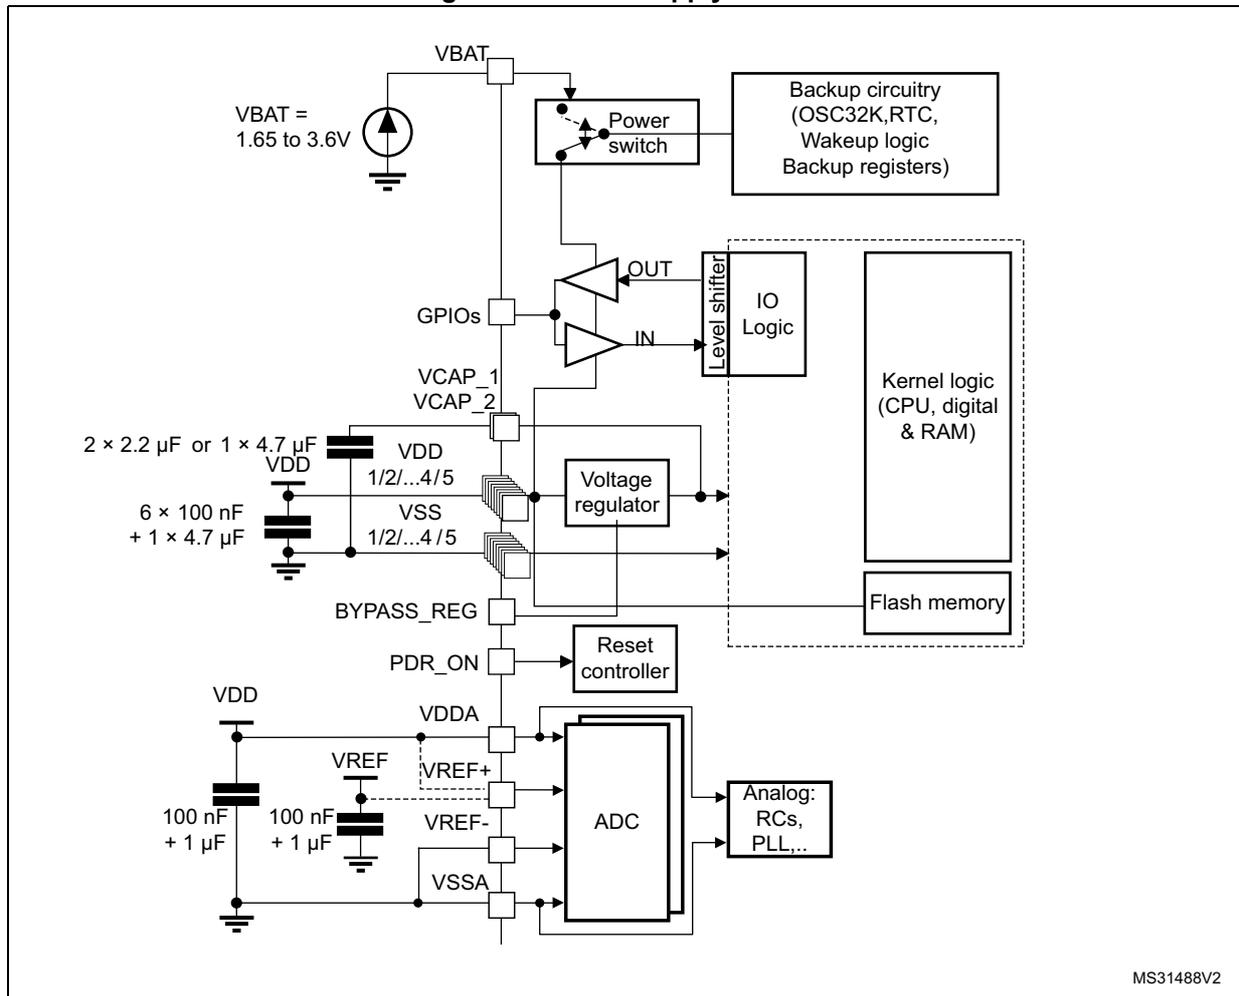 VBAT
VBAT =
1.65 to 3.6V
Power
switch
Backup circuitry
(OSC32K,RTC,
Wakeup logic
Backup registers)
OUT
GPIOs
IN
Level shifter
IO
Logic
Kernel logic
(CPU, digital
& RAM)
VCAP_1
VCAP_2
2 × 2.2 µF or 1 × 4.7 µF
VDD
VDD
1/2/...4/5
Voltage
regulator
6 × 100 nF
+ 1 × 4.7 µF
VSS
1/2/...4/5
Flash memory
BYPASS_REG
PDR_ON
Reset
controller
VDD
VDDA
VREF
VREF+
100 nF
+ 1 µF
100 nF
+ 1 µF
VREF-
VSSA
ADC
Analog:
RCs,
PLL,..
MS31488V2